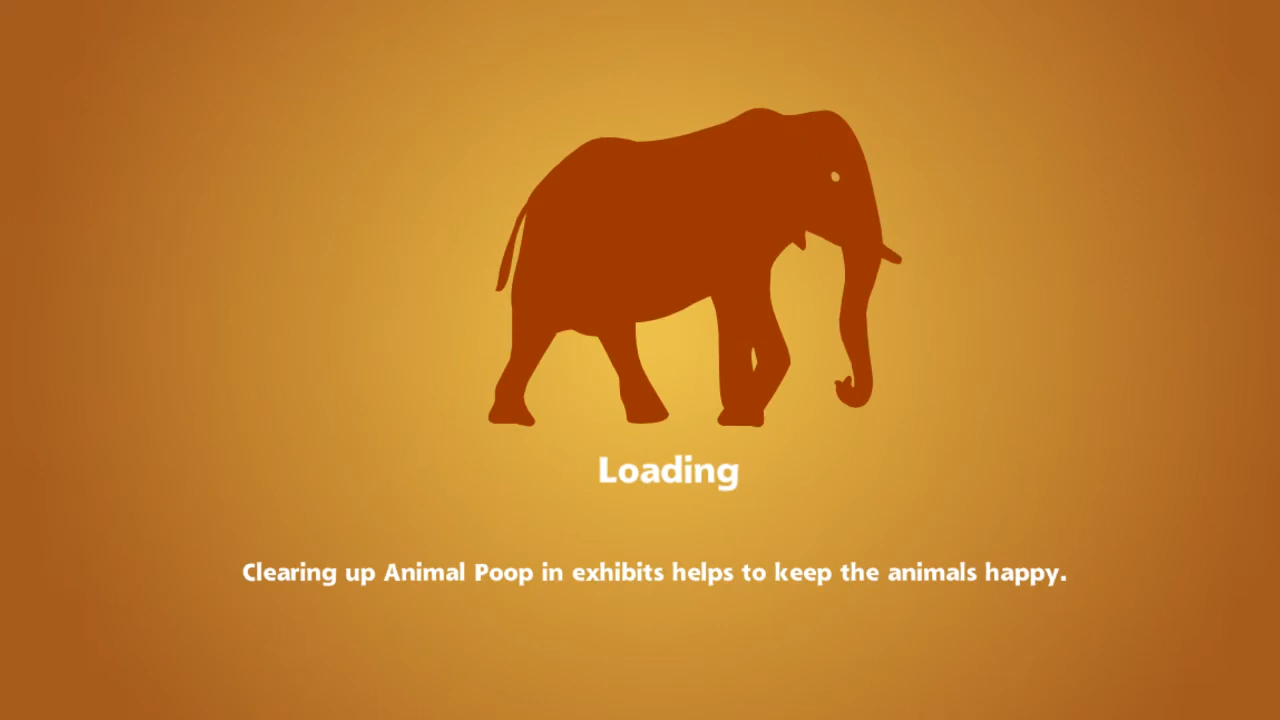 Loading
Clearing up Animal Poop in exhibits helps to keep the animals happy.